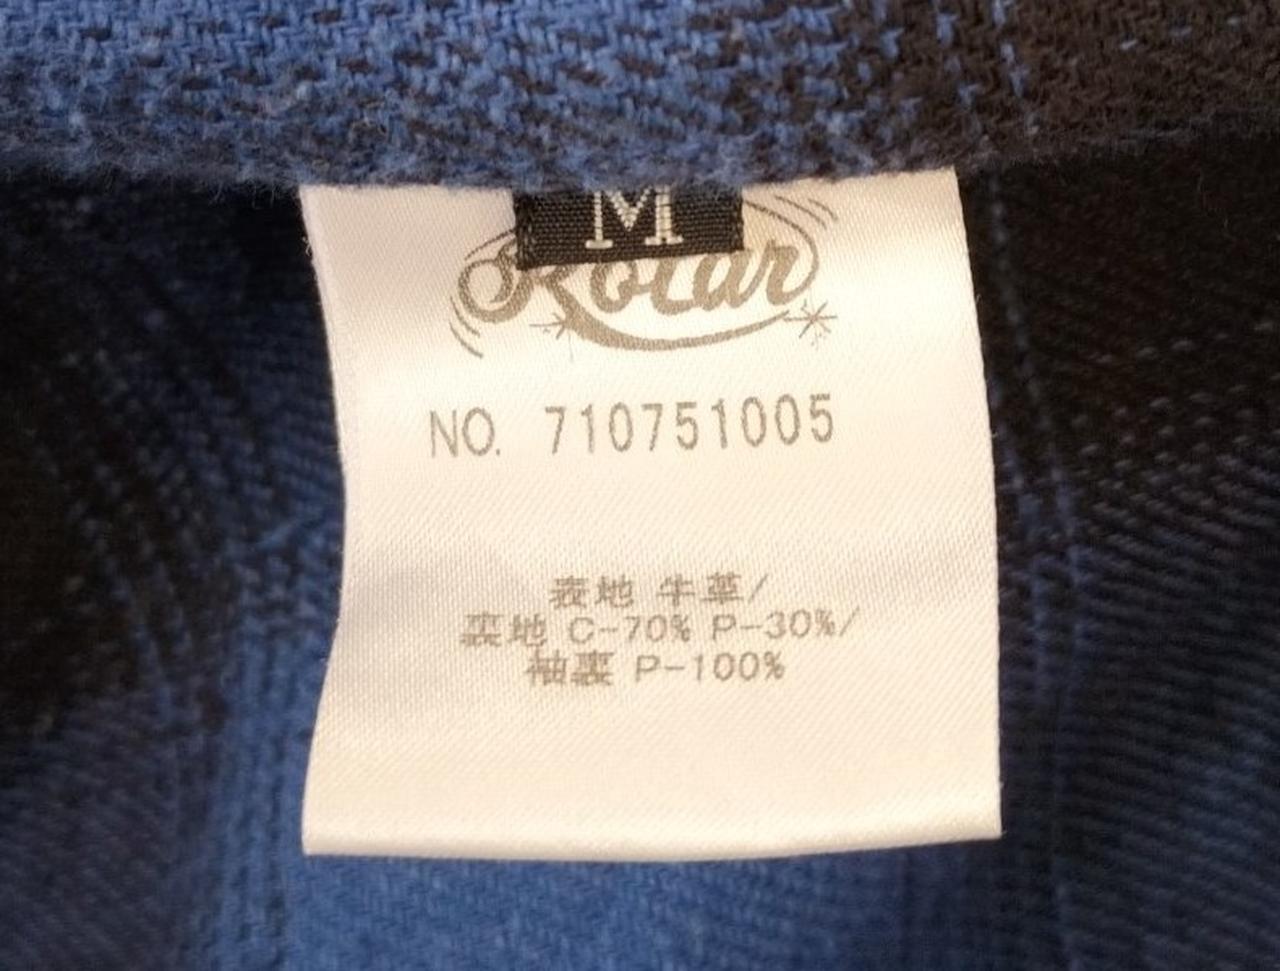 M
Rotar
NO. 710751005
表地 牛革/
裏地 C-70% P-30%/
袖裏 P-100%